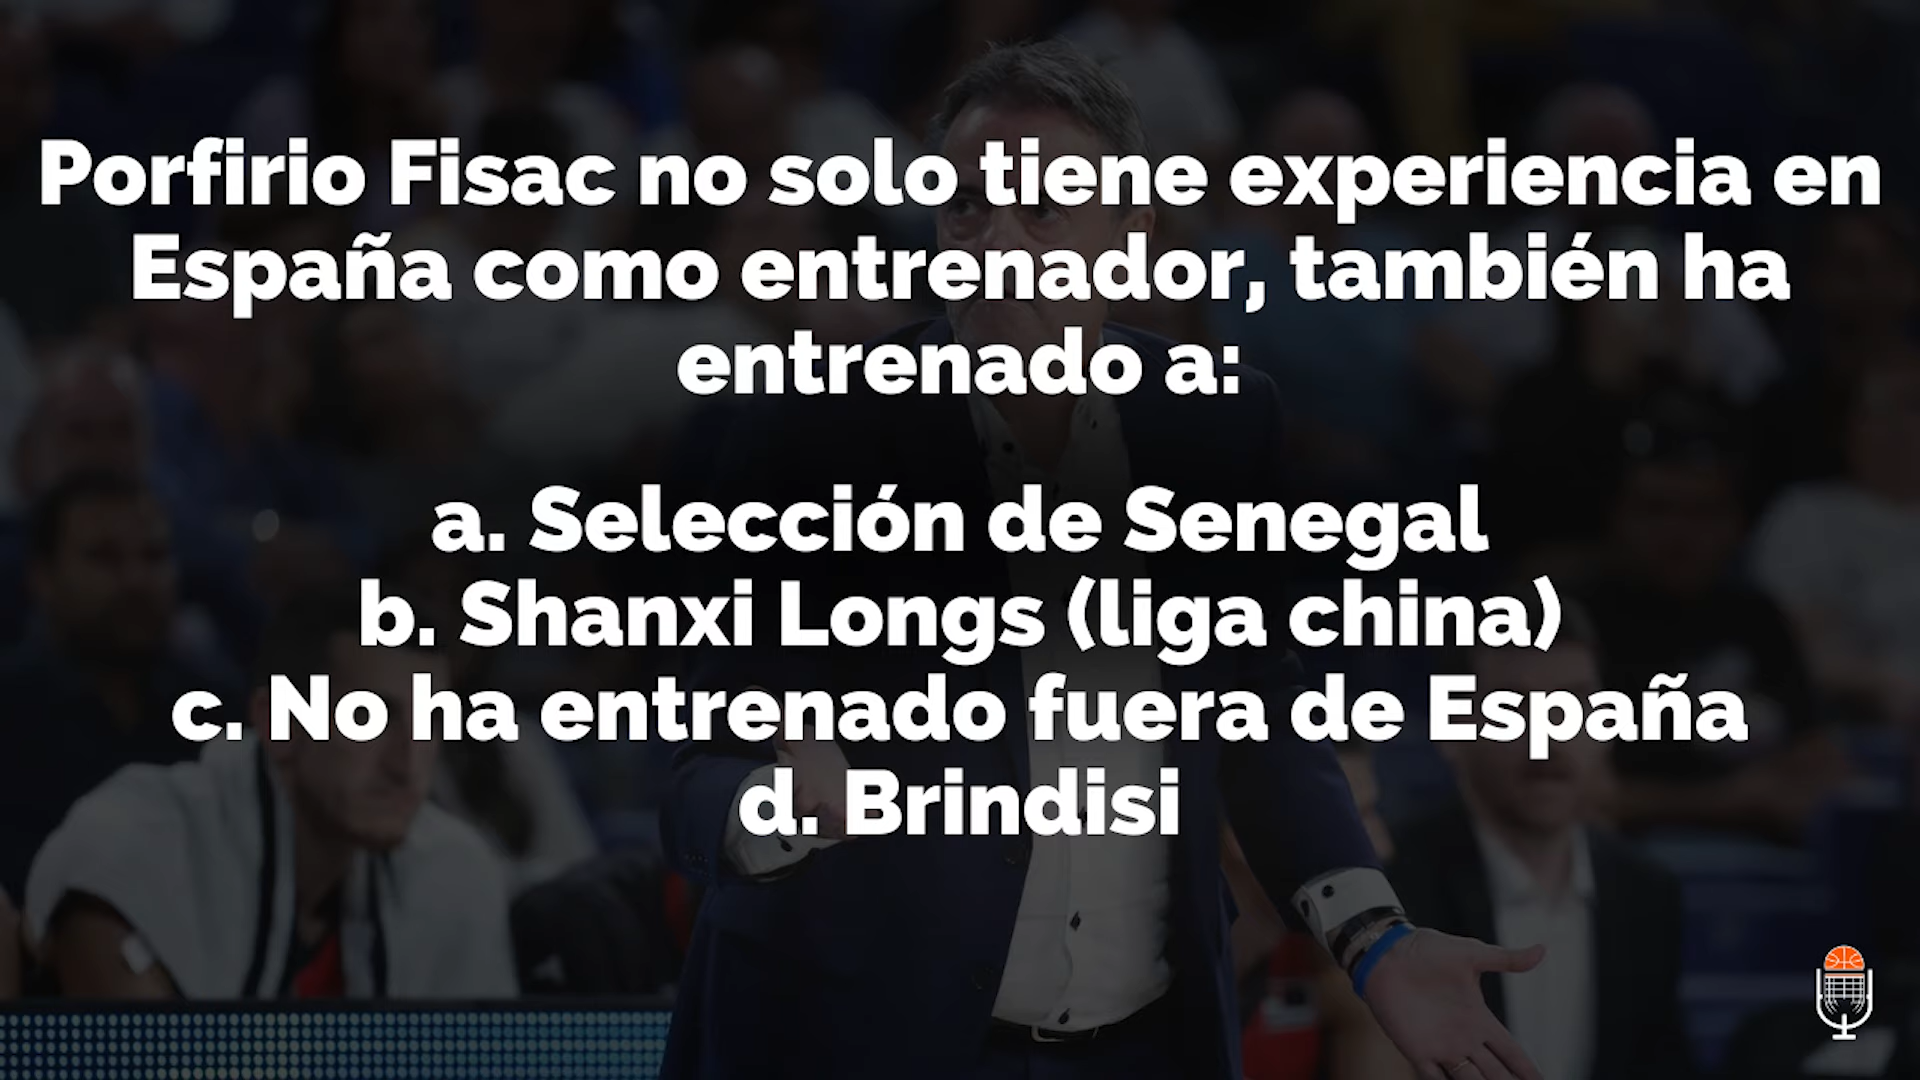 Porfirio Fisac no solo tiene experiencia en
España como entrenador, también ha
entrenado a:
a. Selección de Senegal
b. Shanxi Longs (liga china)
c. No ha entrenado fuera de España
d. Brindisi